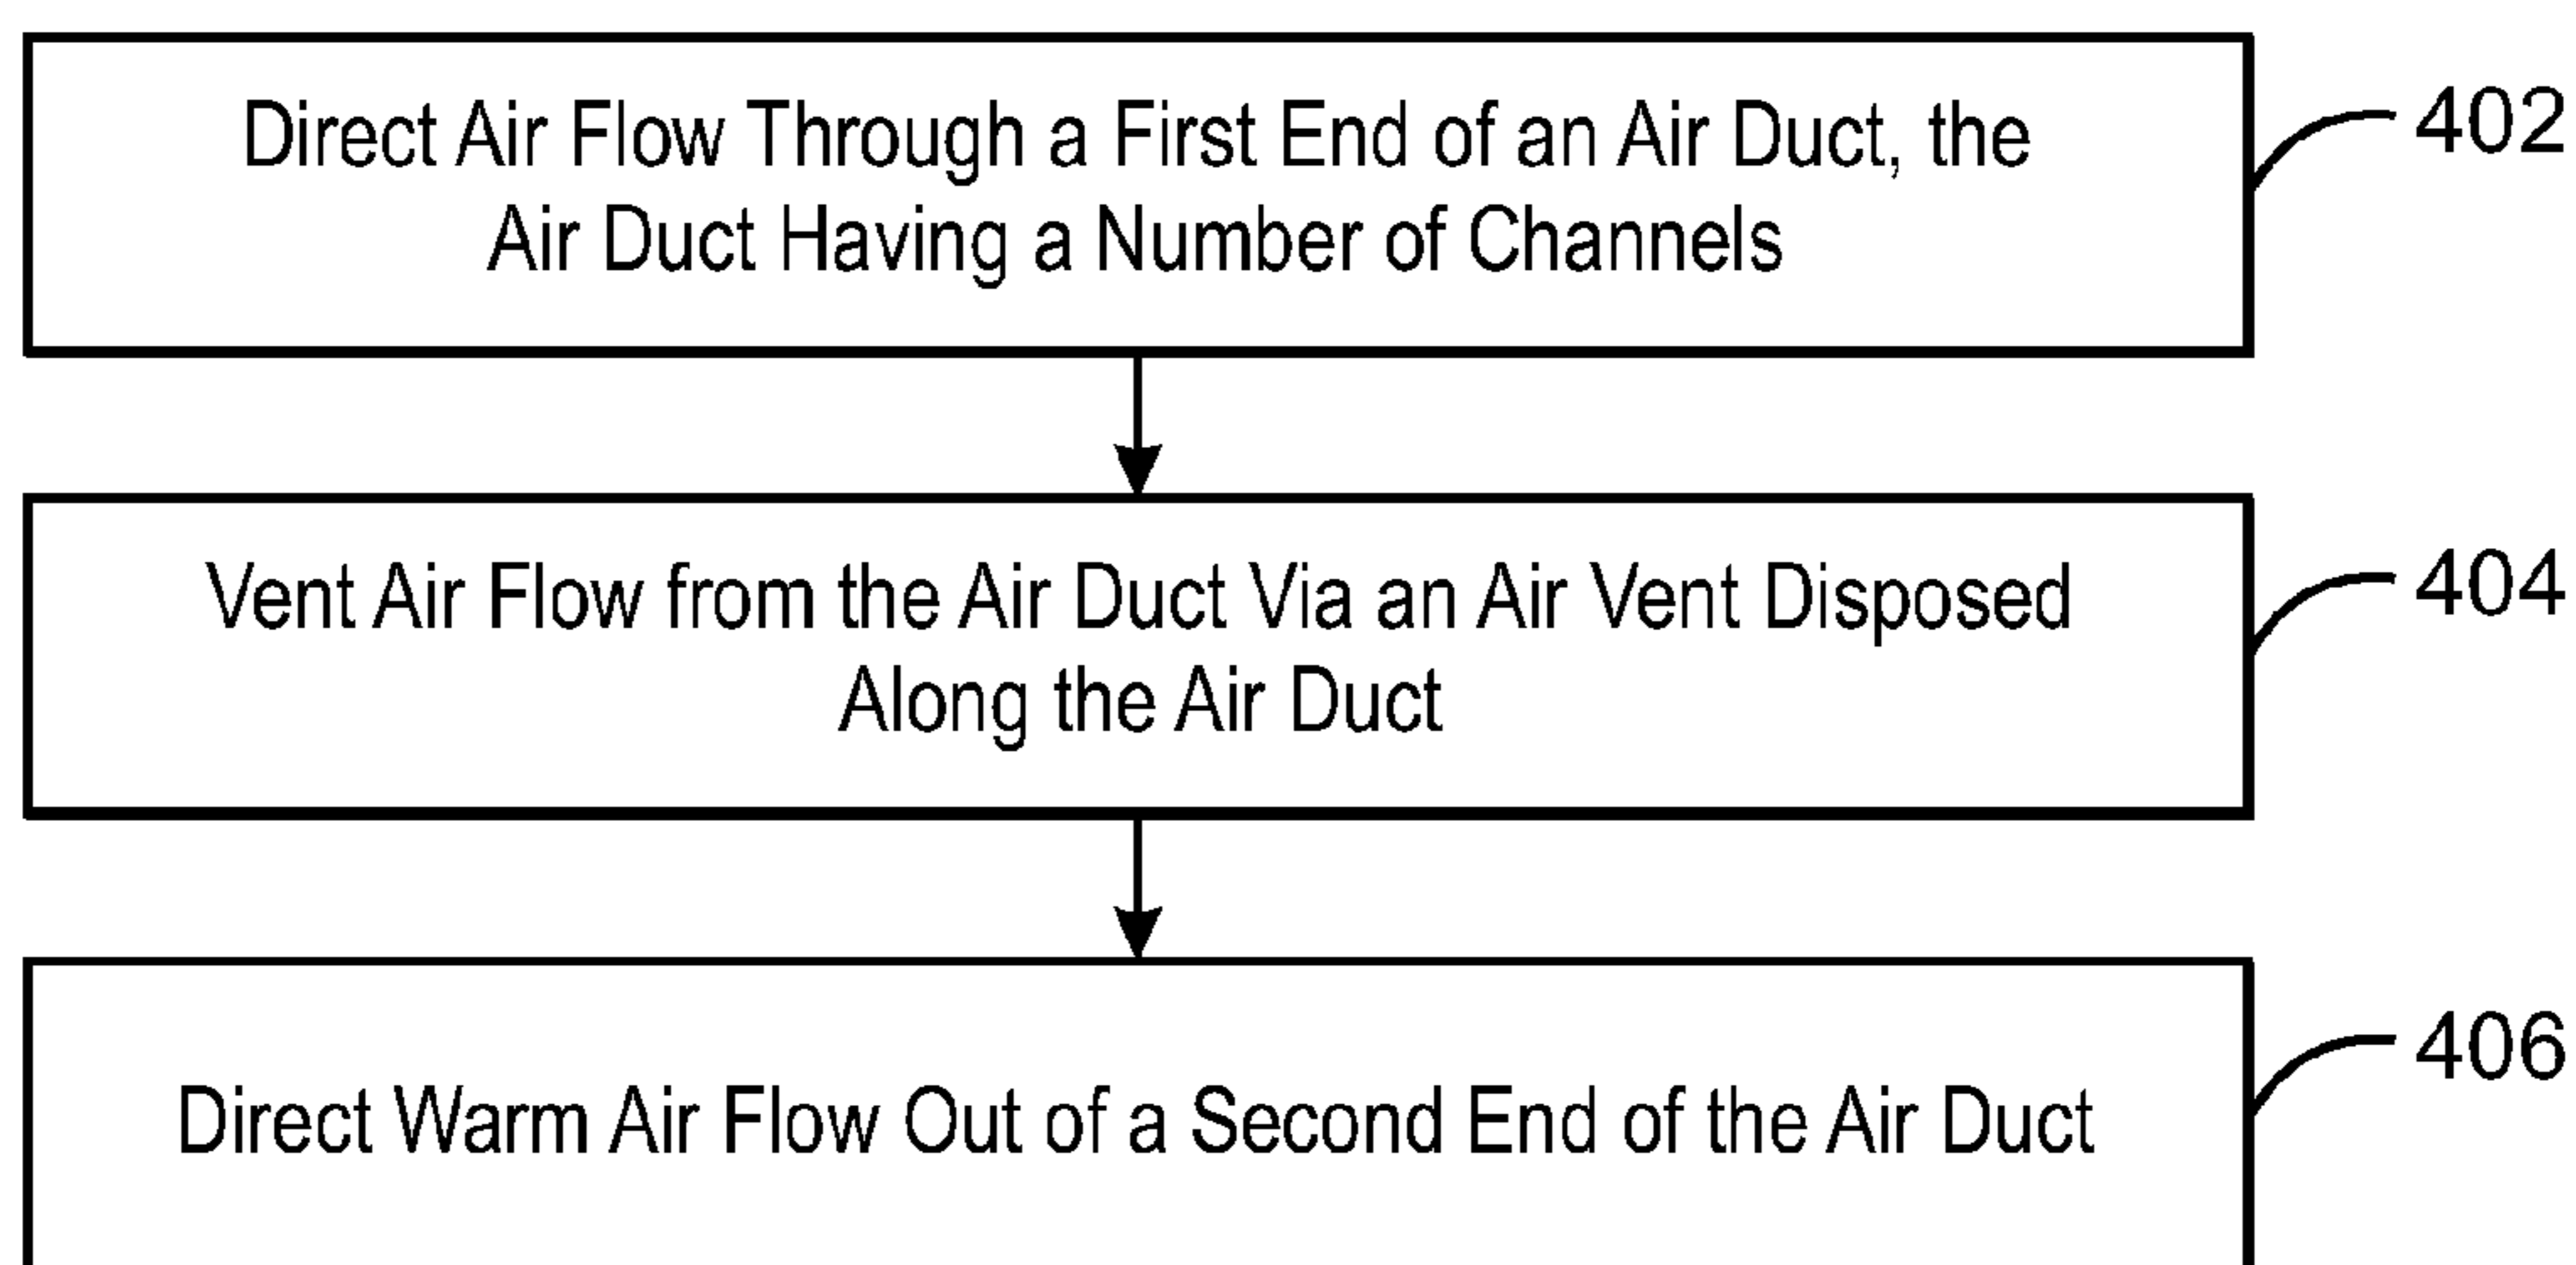 Direct Air Flow Through a First End of an Air Duct, the
Air Duct Having a Number of Channels
402
Vent Air Flow from the Air Duct Via an Air Vent Disposed
Along the Air Duct
404
Direct Warm Air Flow Out of a Second End of the Air Duct
406